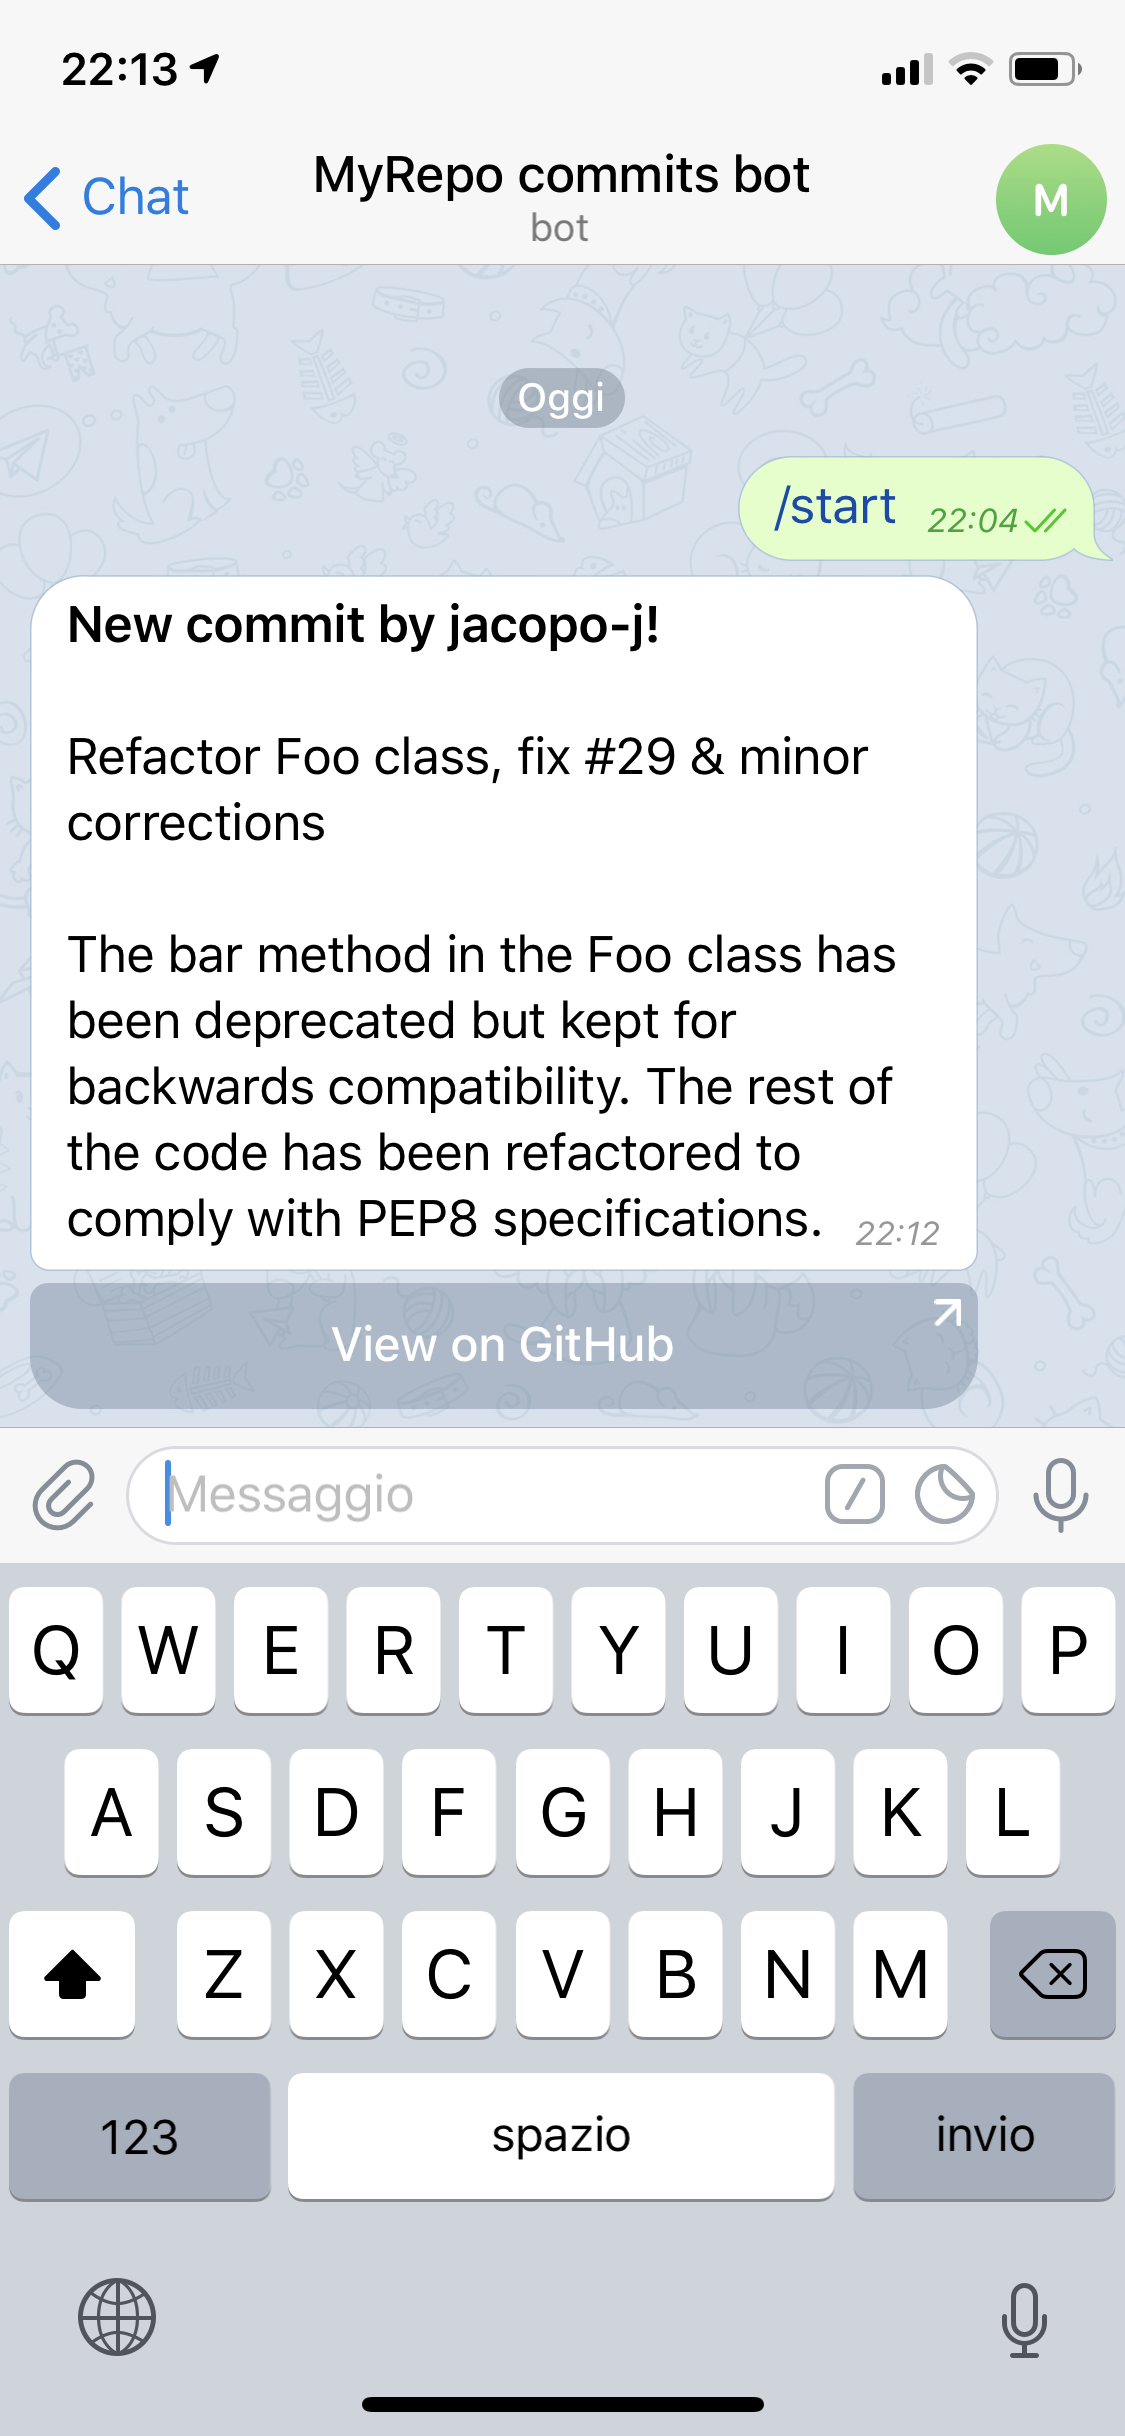 22:13
Chat
MyRepo commits bot
bot
M
Oggi
/start 22:04
New commit by jacopo-j!
Refactor Foo class, fix #29 & minor
corrections
The bar method in the Foo class has
been deprecated but kept for
backwards compatibility. The rest of
the code has been refactored to
comply with PEP8 specifications. 22:12
View on GitHub
Messaggio
Q W E R T Y U I O P
A S D F G H J K L
Z X C V B N M
123 spazio invio